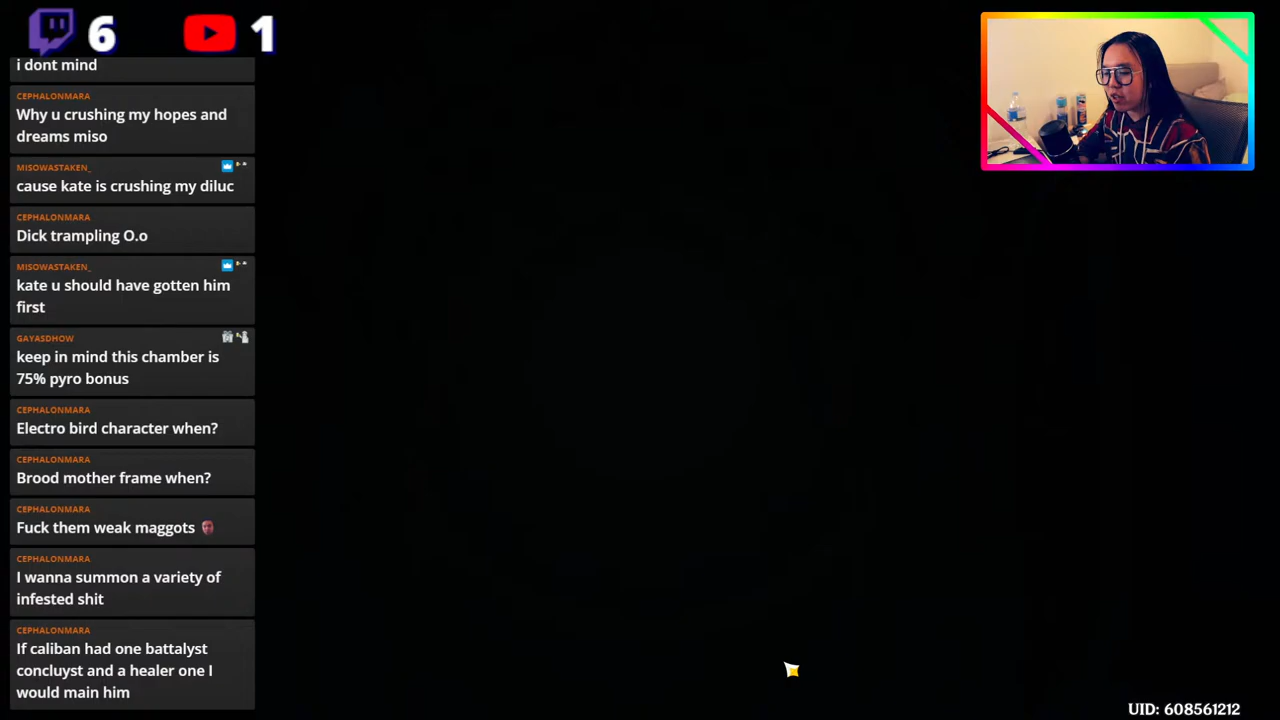 6
1
i dont mind
CEPHALONMARA
Why u crushing my hopes and
dreams miso
MISOWASTAKEN_
cause kate is crushing my diluc
CEPHALONMARA
Dick trampling O.o
MISOWASTAKEN_
kate u should have gotten him
first
GAYASDHOW
keep in mind this chamber is
75% pyro bonus
CEPHALONMARA
Electro bird character when?
CEPHALONMARA
Brood mother frame when?
CEPHALONMARA
Fuck them weak maggots
CEPHALONMARA
I wanna summon a variety of
infested shit
CEPHALONMARA
If caliban had one battalyst
concluyst and a healer one I
would main him
UID: 608561212